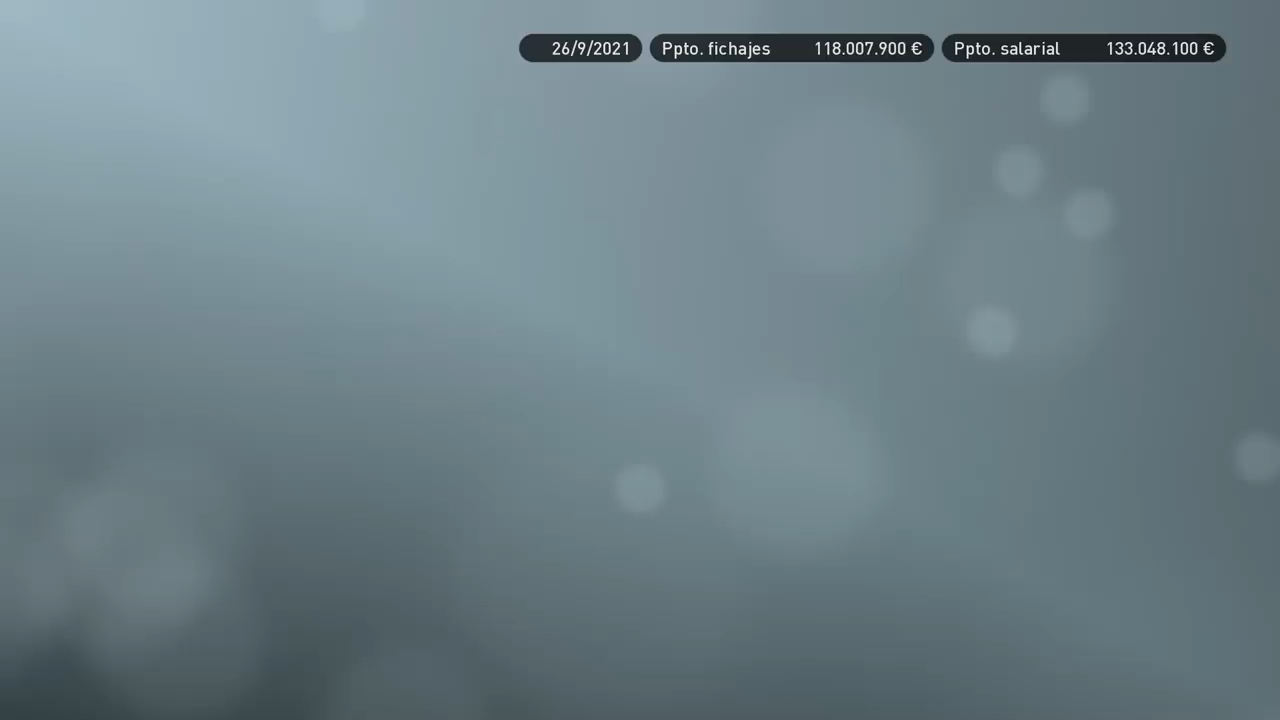 26/9/2021 Ppto. fichajes 118.007.900 € Ppto. salarial 133.048.100 €